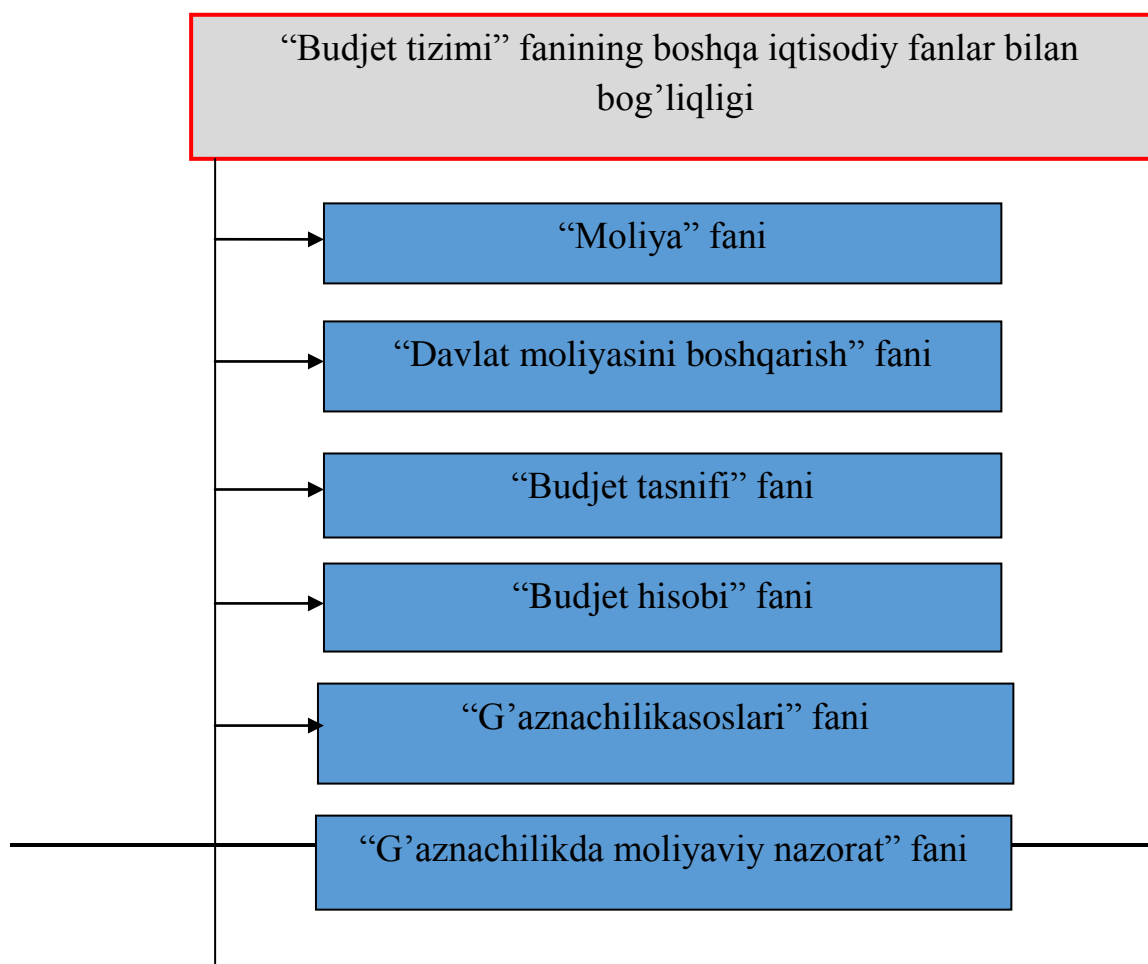 “Budjet tizimi” fanining boshqa iqtisodiy fanlar bilan
bog’liqligi
“Moliya” fani
“Davlat moliyasini boshqarish” fani
“Budjet tasnifi” fani
“Budjet hisobi” fani
“G’aznachilikasoslari” fani
“G’aznachilikda moliyaviy nazorat” fani